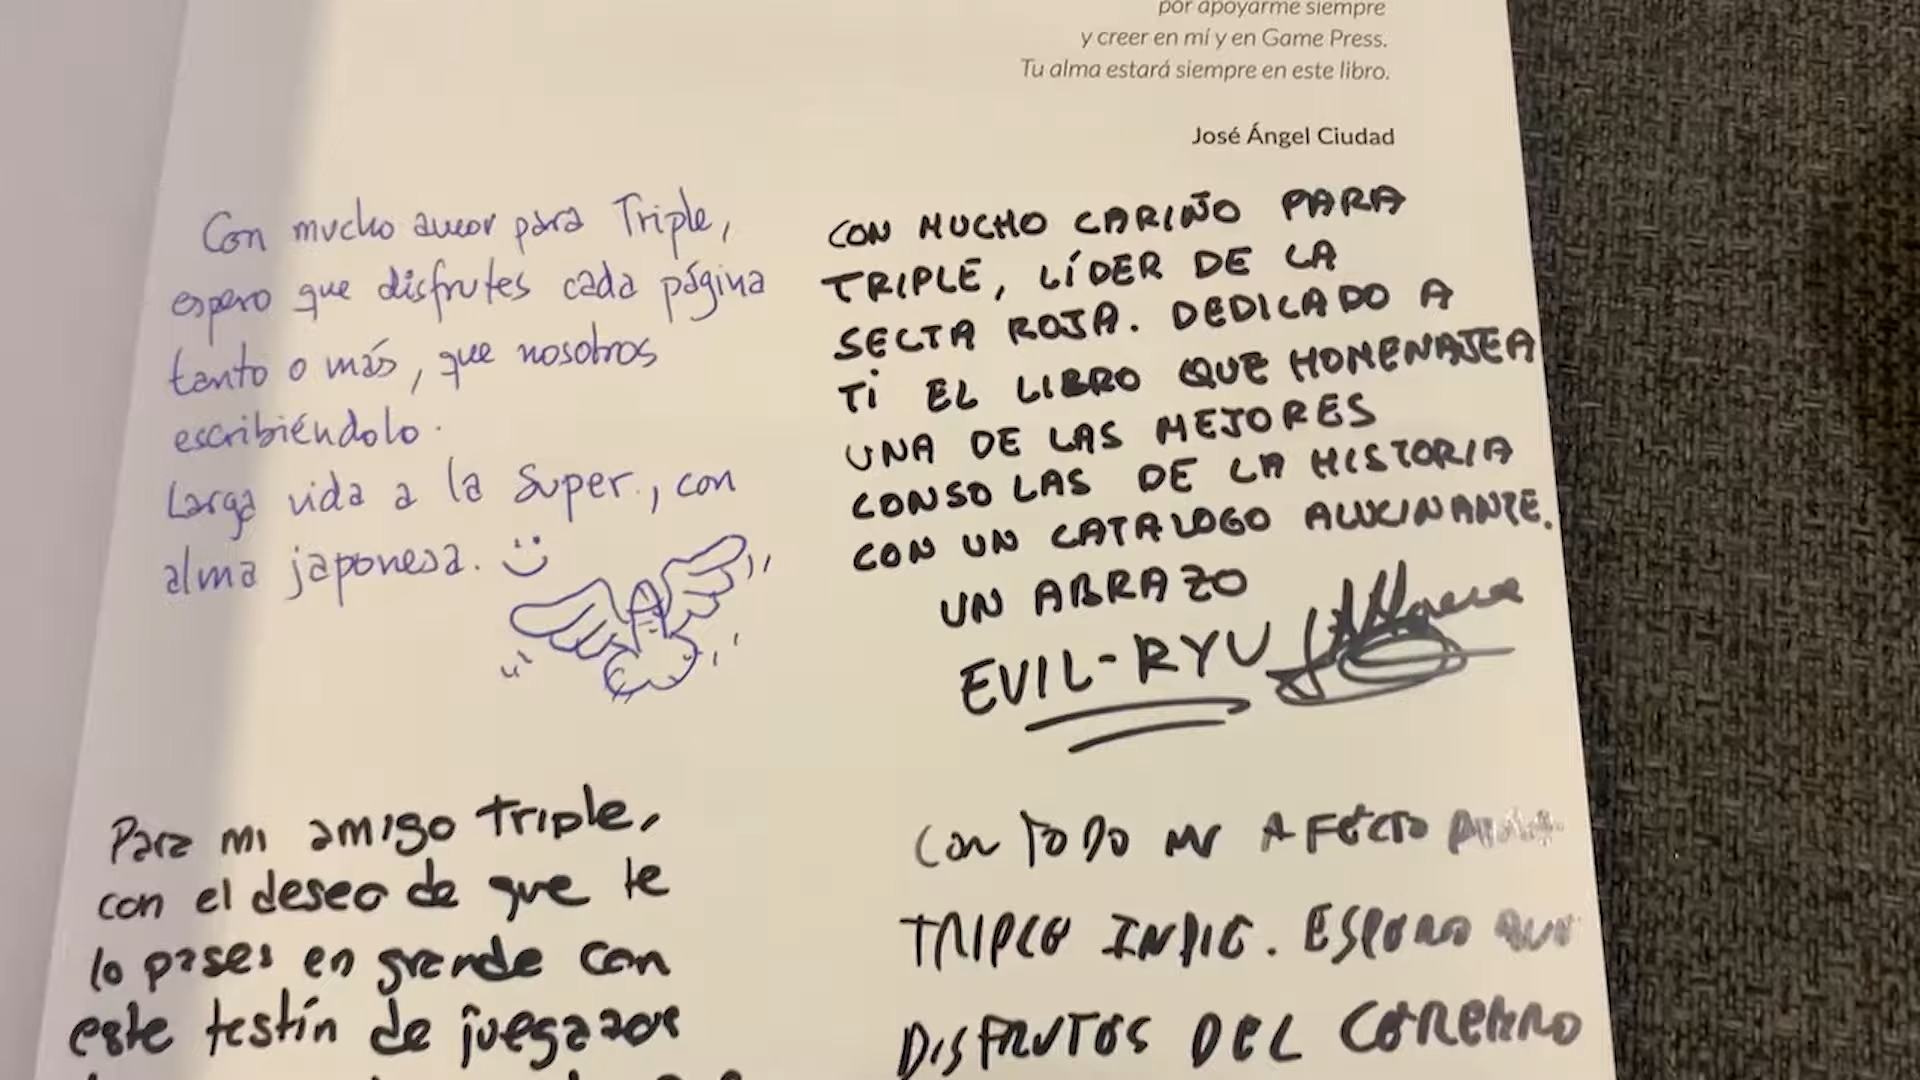 por apoyarme siempre
y creer en mí y en Game Press.
Tu alma estará siempre en este libro.
José Ángel Ciudad
Con mucho amor para Triple,
espero que disfrutes cada página
tanto o más, que nosotros
escribiéndolo.
Larga vida a la Super, con
alma japonesa.
CON MUCHO CARIÑO PARA
TRIPLE, LÍDER DE LA
SECTA ROJA. DEDICADO A
TI EL LIBRO QUE HOMENAJEA
UNA DE LAS MEJORES
CONSOLAS DE LA HISTORIA
CON UN CATALOGO ALUCINANTE.
UN ABRAZO
EVIL-RYU
Para mi amigo Triple,
con el deseo de que te
lo pases en grande con
este testín de juegazos
CON TODO MI AFECTO PARA
TRIPLE . ESPERO QUE
DISFRUTES DEL